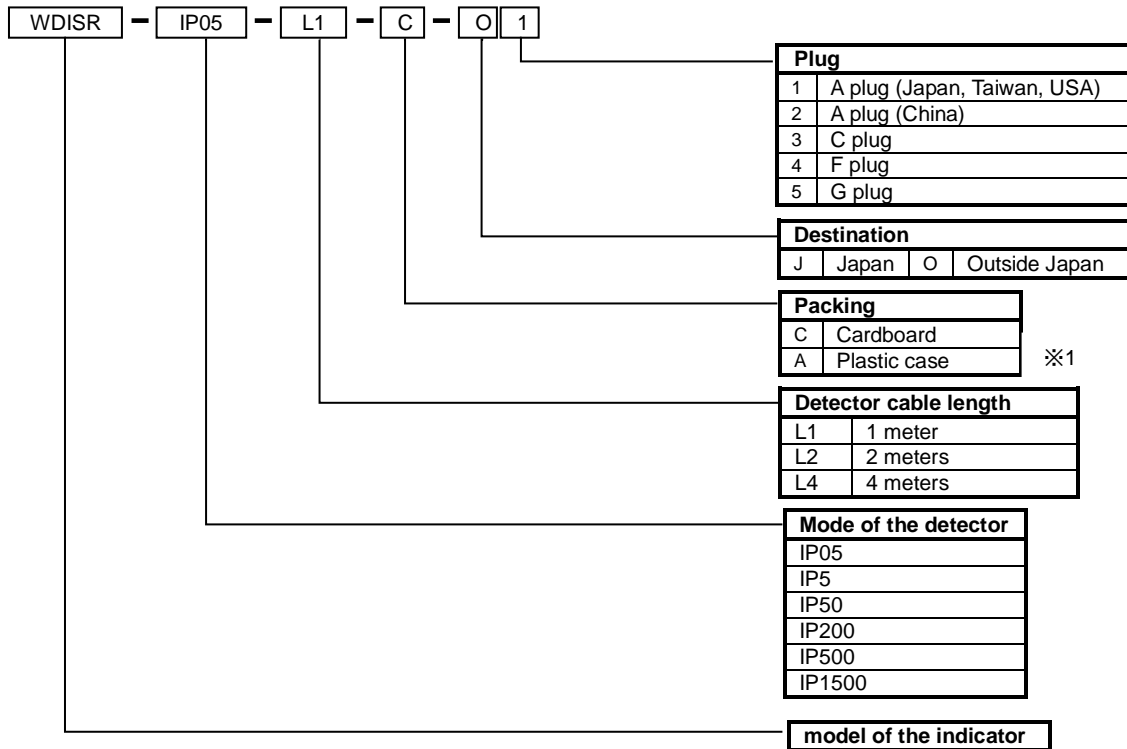 WDISR - IP05 - L1 - C - O 1
Plug
1 A plug (Japan, Taiwan, USA)
2 A plug (China)
3 C plug
4 F plug
5 G plug
Destination
J Japan O Outside Japan
Packing
C Cardboard
A Plastic case ※1
Detector cable length
L1 1 meter
L2 2 meters
L4 4 meters
Mode of the detector
IP05
IP5
IP50
IP200
IP500
IP1500
model of the indicator